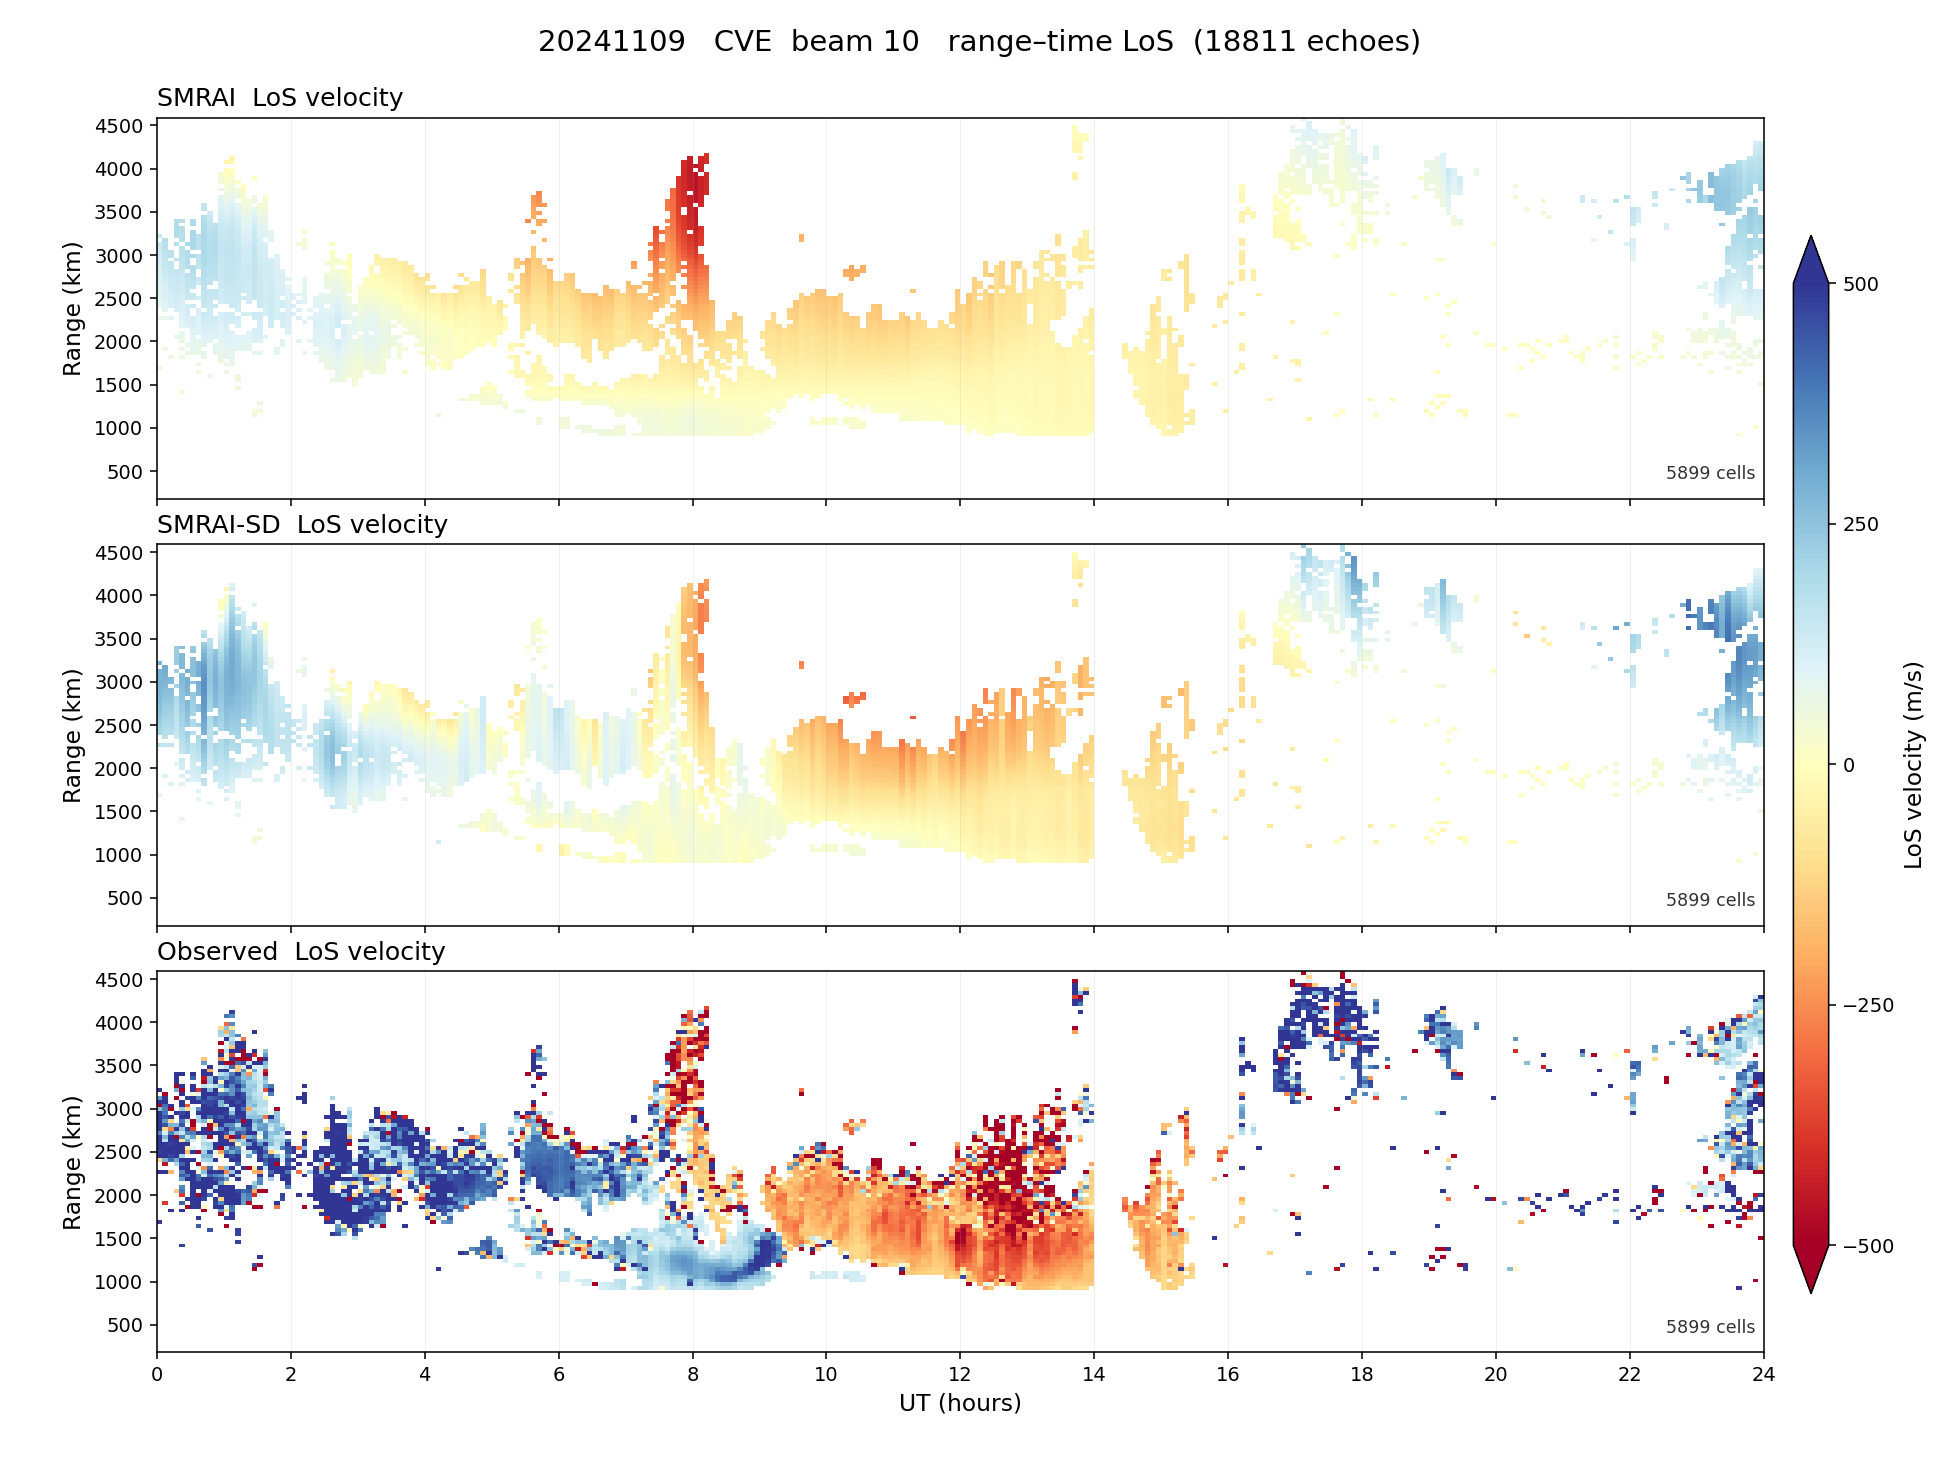 20241109   CVE  beam 10   range–time LoS  (18811 echoes)
SMRAI  LoS velocity
4500
4000
3500
3000
2500
2000
1500
1000
500
Range (km)
5899 cells
SMRAI-SD  LoS velocity
4500
4000
3500
3000
2500
2000
1500
1000
500
Range (km)
5899 cells
Observed  LoS velocity
4500
4000
3500
3000
2500
2000
1500
1000
500
Range (km)
5899 cells
0 2 4 6 8 10 12 14 16 18 20 22 24
UT (hours)
500
250
0
−250
−500
LoS velocity (m/s)